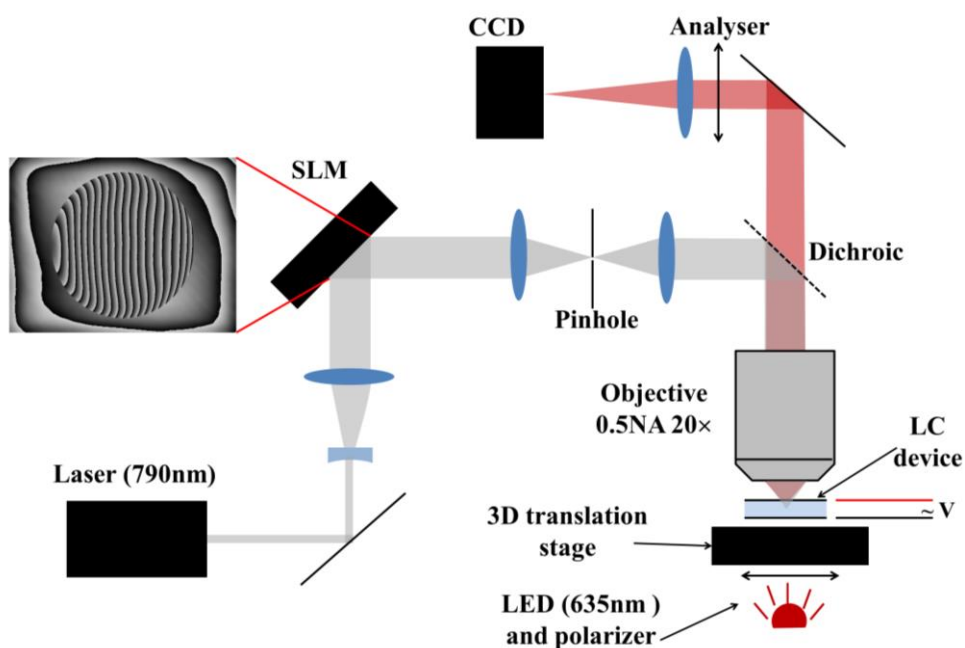 CCD
Analyser
SLM
Dichroic
Pinhole
Objective
0.5NA 20×
LC
device
Laser (790nm)
~ V
3D translation
stage
LED (635nm )
and polarizer